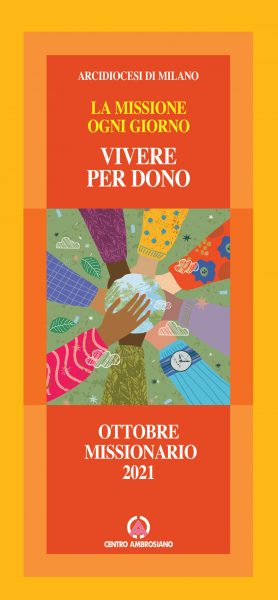 ARCIDIOCESI DI MILANO
LA MISSIONE
OGNI GIORNO
VIVERE
PER DONO
OTTOBRE
MISSIONARIO
2021
CENTRO AMBROSIANO